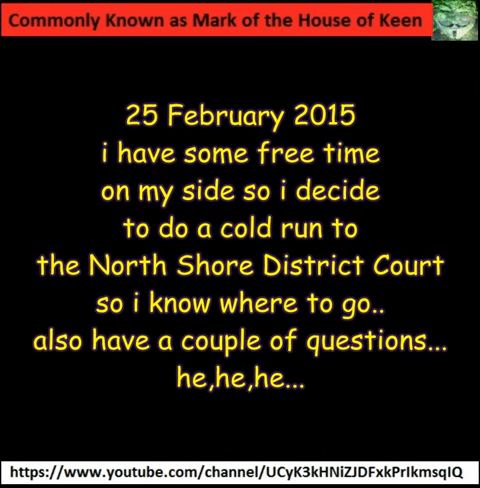 Commonly Known as Mark of the House of Keen
25 February 2015
i have some free time
on my side so i decide
to do a cold run to
the North Shore District Court
so i know where to go..
also have a couple of questions...
he,he,he...
https://www.youtube.com/channel/UCyK3kHNiZJDFxkPrIkmsqIQ